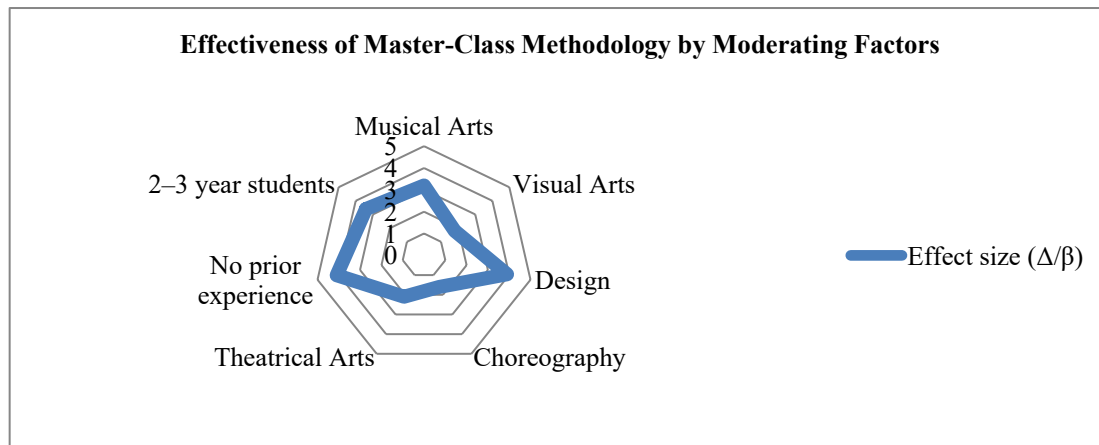 Effectiveness of Master-Class Methodology by Moderating Factors
Musical Arts
5
4
3
2
1
0
2–3 year students
Visual Arts
No prior
experience
Design
Theatrical Arts
Choreography
Effect size (Δ/β)